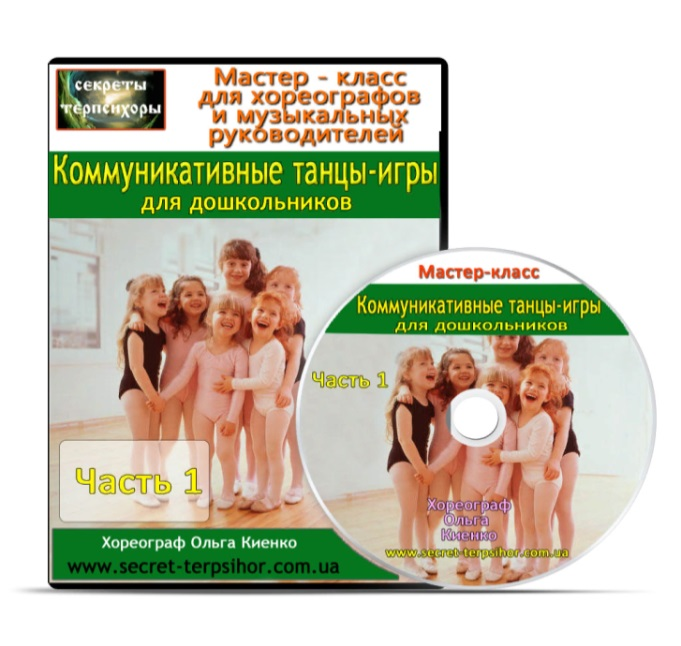 секреты
терпсихоры
Мастер - класс
для хореографов
и музыкальных
руководителей
Коммуникативные танцы-игры
для дошкольников
Часть 1
Хореограф Ольга Киенко
www.secret-terpsihor.com.ua
Мастер-класс
Коммуникативные танцы-игры
для дошкольников
Часть 1
Хореограф
Ольга
Киенко
www.secret-terpsihor.com.ua